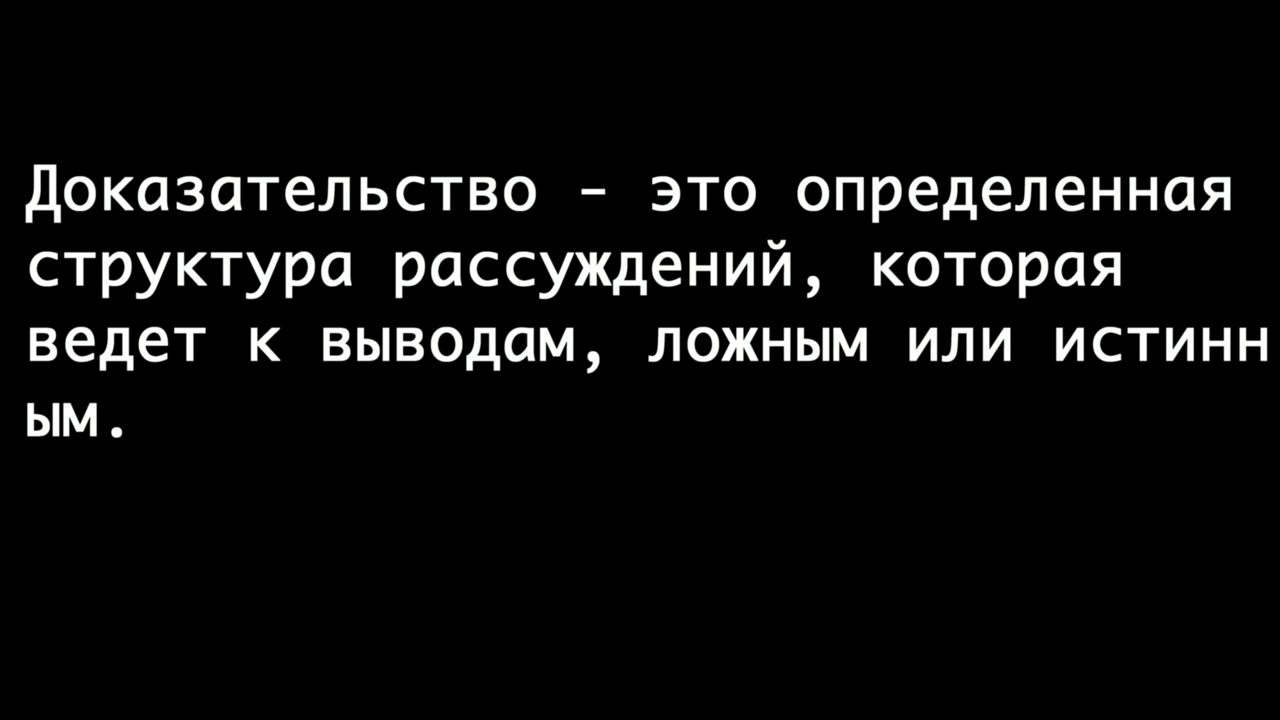 Доказательство - это определенная
структура рассуждений, которая
ведет к выводам, ложным или истинн
ым.